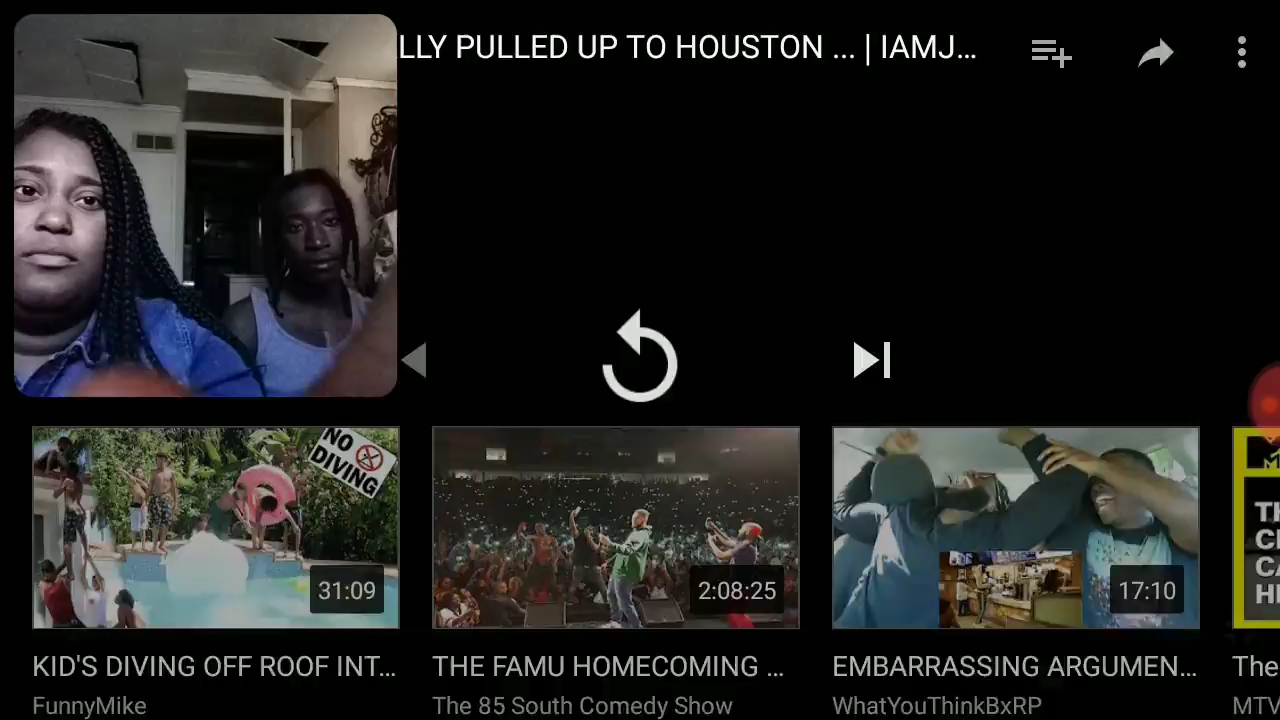 LLY PULLED UP TO HOUSTON ... | IAMJ...
NO
DIVING
31:09
2:08:25
17:10
KID'S DIVING OFF ROOF INT...
FunnyMike
THE FAMU HOMECOMING ...
The 85 South Comedy Show
EMBARRASSING ARGUMEN...
WhatYouThinkBxRP
The
MTV